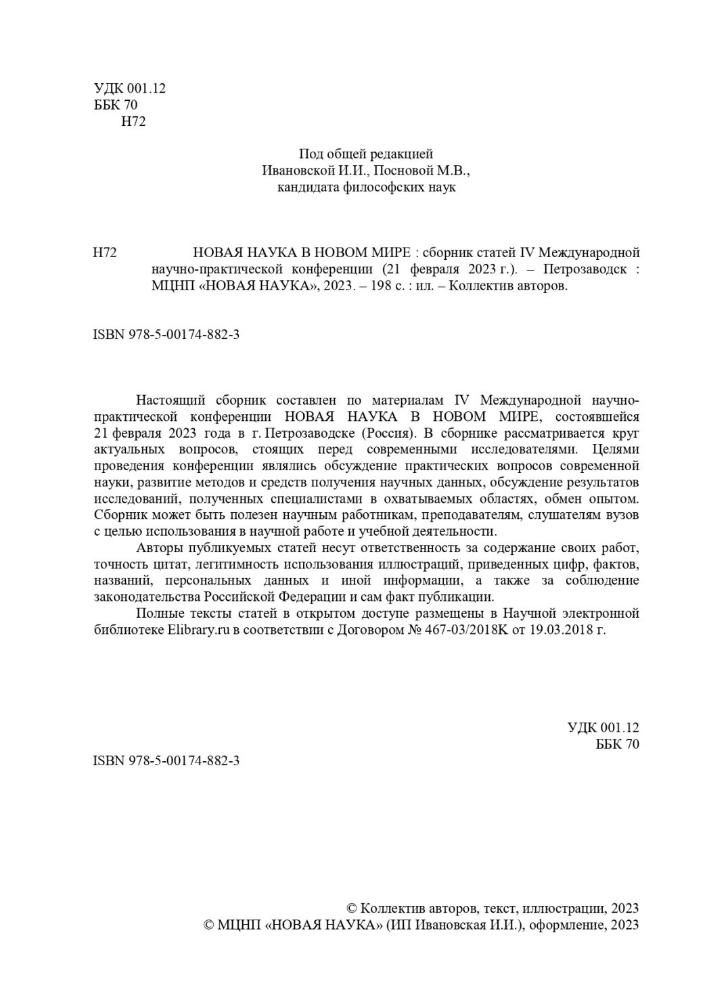 УДК 001.12
ББК 70
Н72
Под общей редакцией
Ивановской И.И., Посновой М.В.,
кандидата философских наук
Н72 НОВАЯ НАУКА В НОВОМ МИРЕ : сборник статей IV Международной
научно-практической конференции (21 февраля 2023 г.). – Петрозаводск :
МЦНП «НОВАЯ НАУКА», 2023. – 198 с. : ил. – Коллектив авторов.
ISBN 978-5-00174-882-3
Настоящий сборник составлен по материалам IV Международной научно-
практической конференции НОВАЯ НАУКА В НОВОМ МИРЕ, состоявшейся
21 февраля 2023 года в г. Петрозаводске (Россия). В сборнике рассматривается круг
актуальных вопросов, стоящих перед современными исследователями. Целями
проведения конференции являлись обсуждение практических вопросов современной
науки, развитие методов и средств получения научных данных, обсуждение результатов
исследований, полученных специалистами в охватываемых областях, обмен опытом.
Сборник может быть полезен научным работникам, преподавателям, слушателям вузов
с целью использования в научной работе и учебной деятельности.
Авторы публикуемых статей несут ответственность за содержание своих работ,
точность цитат, легитимность использования иллюстраций, приведенных цифр, фактов,
названий, персональных данных и иной информации, а также за соблюдение
законодательства Российской Федерации и сам факт публикации.
Полные тексты статей в открытом доступе размещены в Научной электронной
библиотеке Elibrary.ru в соответствии с Договором № 467-03/2018К от 19.03.2018 г.
УДК 001.12
ББК 70
ISBN 978-5-00174-882-3
© Коллектив авторов, текст, иллюстрации, 2023
© МЦНП «НОВАЯ НАУКА» (ИП Ивановская И.И.), оформление, 2023